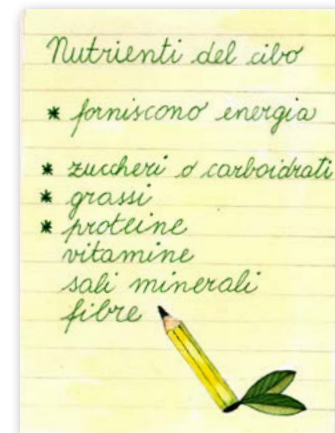 Nutrienti del cibo
* forniscono energia
* zuccheri o carboidrati
* grassi
* proteine
vitamine
sali minerali
fibre